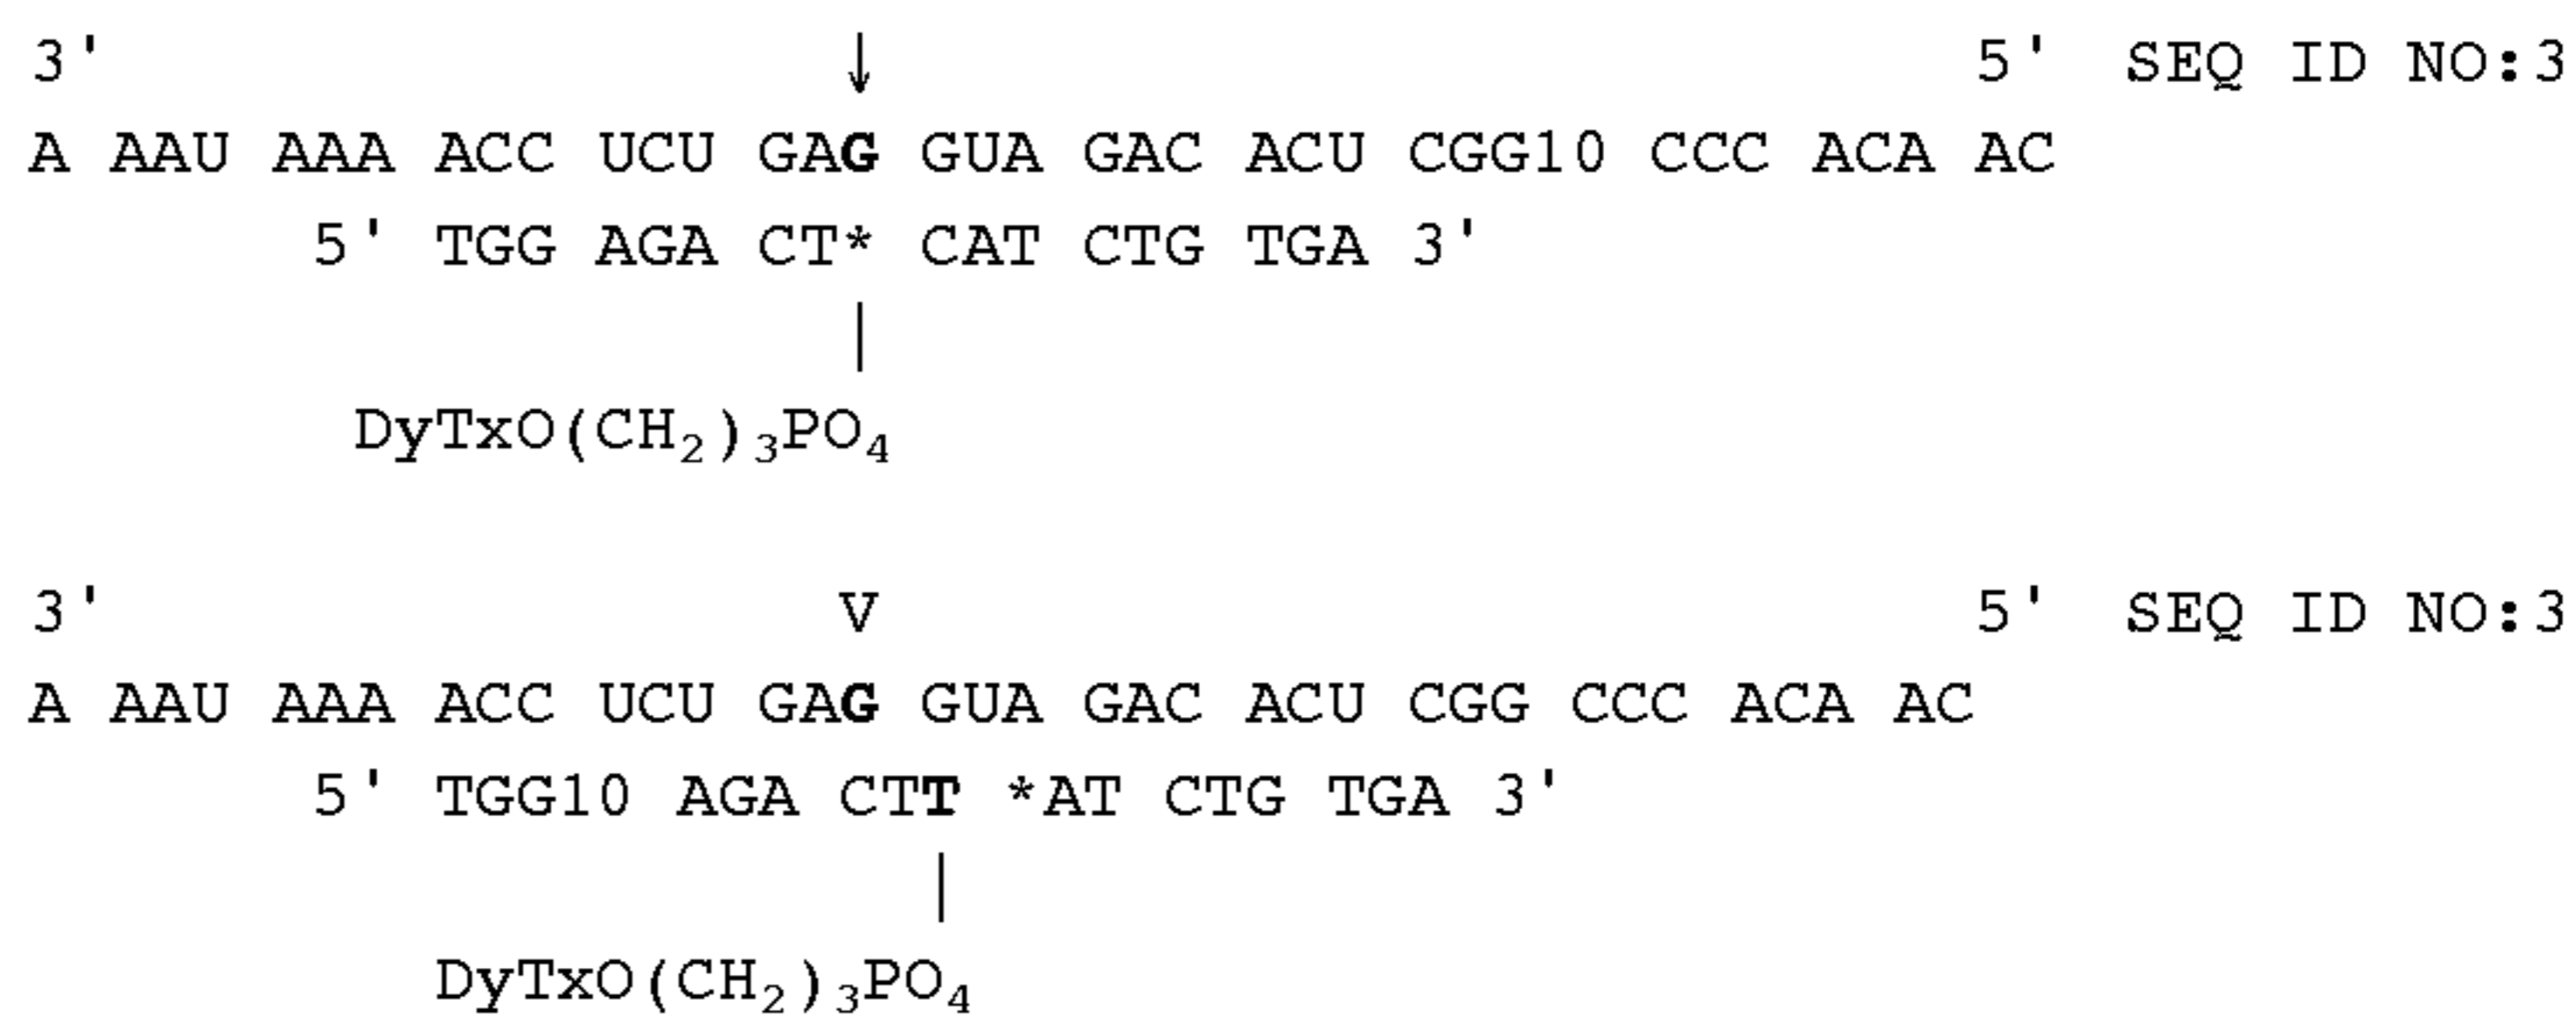 3' ↓ 5' SEQ ID NO:3
A AAU AAA ACC UCU GAG GUA GAC ACU CGG10 CCC ACA AC
5' TGG AGA CT* CAT CTG TGA 3'
|
DyTxO(CH₂)₃PO₄
3' V 5' SEQ ID NO:3
A AAU AAA ACC UCU GAG GUA GAC ACU CGG CCC ACA AC
5' TGG10 AGA CTT *AT CTG TGA 3'
|
DyTxO(CH₂)₃PO₄